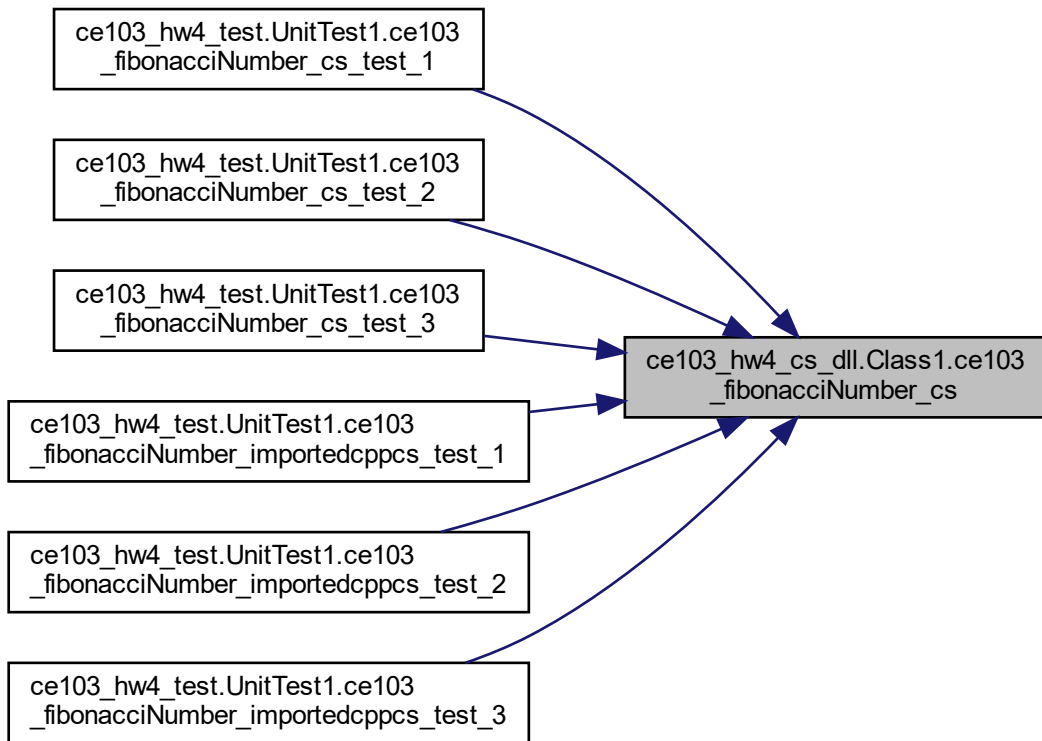 ce103_hw4_test.UnitTest1.ce103
_fibonacciNumber_cs_test_1
ce103_hw4_test.UnitTest1.ce103
_fibonacciNumber_cs_test_2
ce103_hw4_test.UnitTest1.ce103
_fibonacciNumber_cs_test_3
ce103_hw4_cs_dll.Class1.ce103
_fibonacciNumber_cs
ce103_hw4_test.UnitTest1.ce103
_fibonacciNumber_importedcppcs_test_1
ce103_hw4_test.UnitTest1.ce103
_fibonacciNumber_importedcppcs_test_2
ce103_hw4_test.UnitTest1.ce103
_fibonacciNumber_importedcppcs_test_3